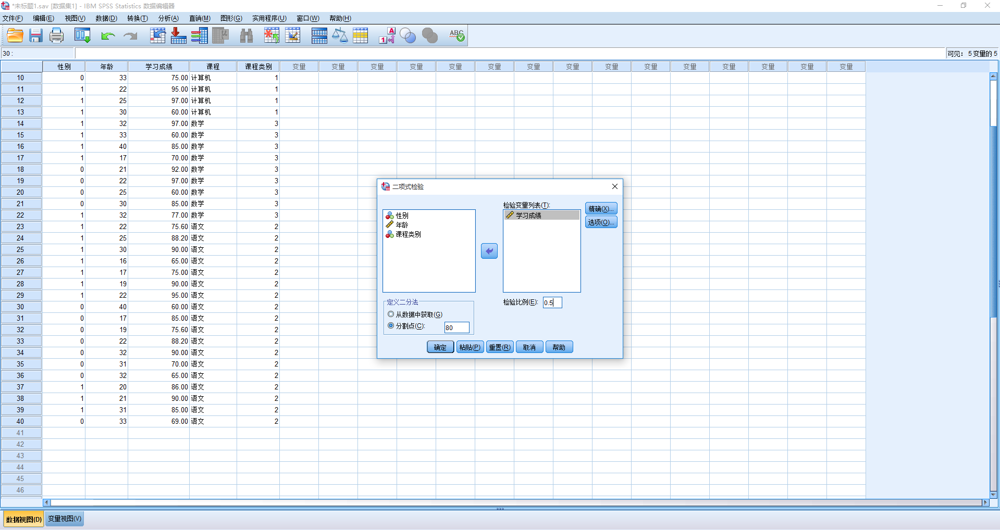 *未标题1.sav [数据集1] - IBM SPSS Statistics 数据编辑器
文件(F) 编辑(E) 视图(V) 数据(D) 转换(T) 分析(A) 直销(M) 图形(G) 实用程序(U) 窗口(W) 帮助(H)
30 : 可见: 5 变量的 5
性别 年龄 学习成绩 课程 课程类别 变量 变量 变量 变量 变量 变量 变量 变量 变量 变量 变量 变量 变量 变量 变量
10 0 33 75.00 计算机 1
11 1 22 95.00 计算机 1
12 1 25 97.00 计算机 1
13 1 30 60.00 计算机 1
14 1 32 97.00 数学 3
15 1 33 60.00 数学 3
16 1 40 85.00 数学 3
17 1 17 70.00 数学 3
18 0 21 92.00 数学 3
19 0 22 97.00 数学 3
20 0 25 60.00 数学 3
21 0 30 85.00 数学 3
22 1 32 77.00 数学 3
23 1 22 75.60 语文 2
24 1 25 88.20 语文 2
25 1 30 90.00 语文 2
26 1 16 65.00 语文 2
27 1 17 75.00 语文 2
28 1 19 90.00 语文 2
29 1 22 95.00 语文 2
30 0 40 60.00 语文 2
31 0 17 85.00 语文 2
32 0 19 75.60 语文 2
33 0 22 88.20 语文 2
34 0 32 90.00 语文 2
35 0 31 70.00 语文 2
36 0 32 65.00 语文 2
37 1 20 86.00 语文 2
38 1 21 90.00 语文 2
39 1 31 85.00 语文 2
40 0 33 69.00 语文 2
41
42
43
44
45
46
二项式检验
检验变量列表(T):
性别
年龄
课程类别
学习成绩
精确(X)...
选项(O)...
定义二分法
从数据中获取(G)
分割点(C): 80
检验比例(E): 0.5
确定 粘贴(P) 重置(R) 取消 帮助
数据视图(D) 变量视图(V)